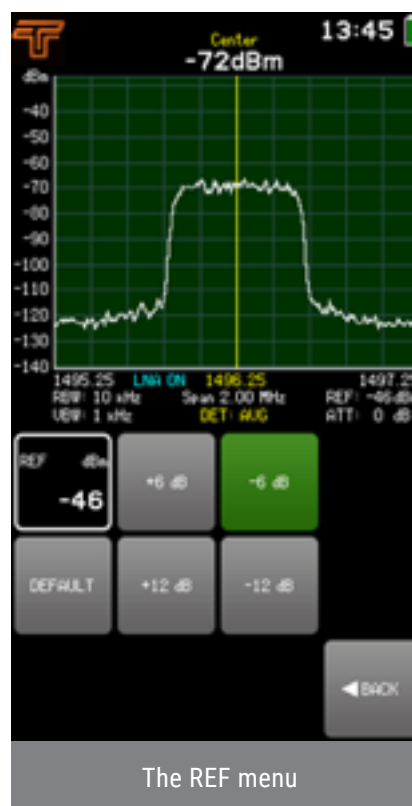 13:45
Center
-72dBm
dBm
-40
-50
-60
-70
-80
-90
-100
-110
-120
-130
-140
1495.25 LNA ON 1496.25 1497.2
RBW: 10 kHz Span 2.00 MHz REF: -46dB
VBW: 1 kHz DET: AVG ATT: 0 dB
REF dBm
-46
+6 dB
-6 dB
DEFAULT
+12 dB
-12 dB
BACK
The REF menu